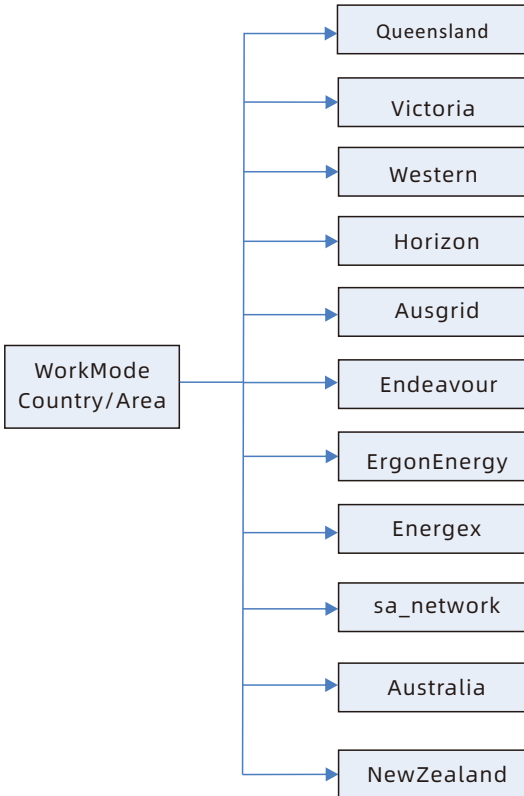 Queensland
Victoria
Western
Horizon
Ausgrid
WorkMode
Country/Area
Endeavour
ErgonEnergy
Energex
sa_network
Australia
NewZealand